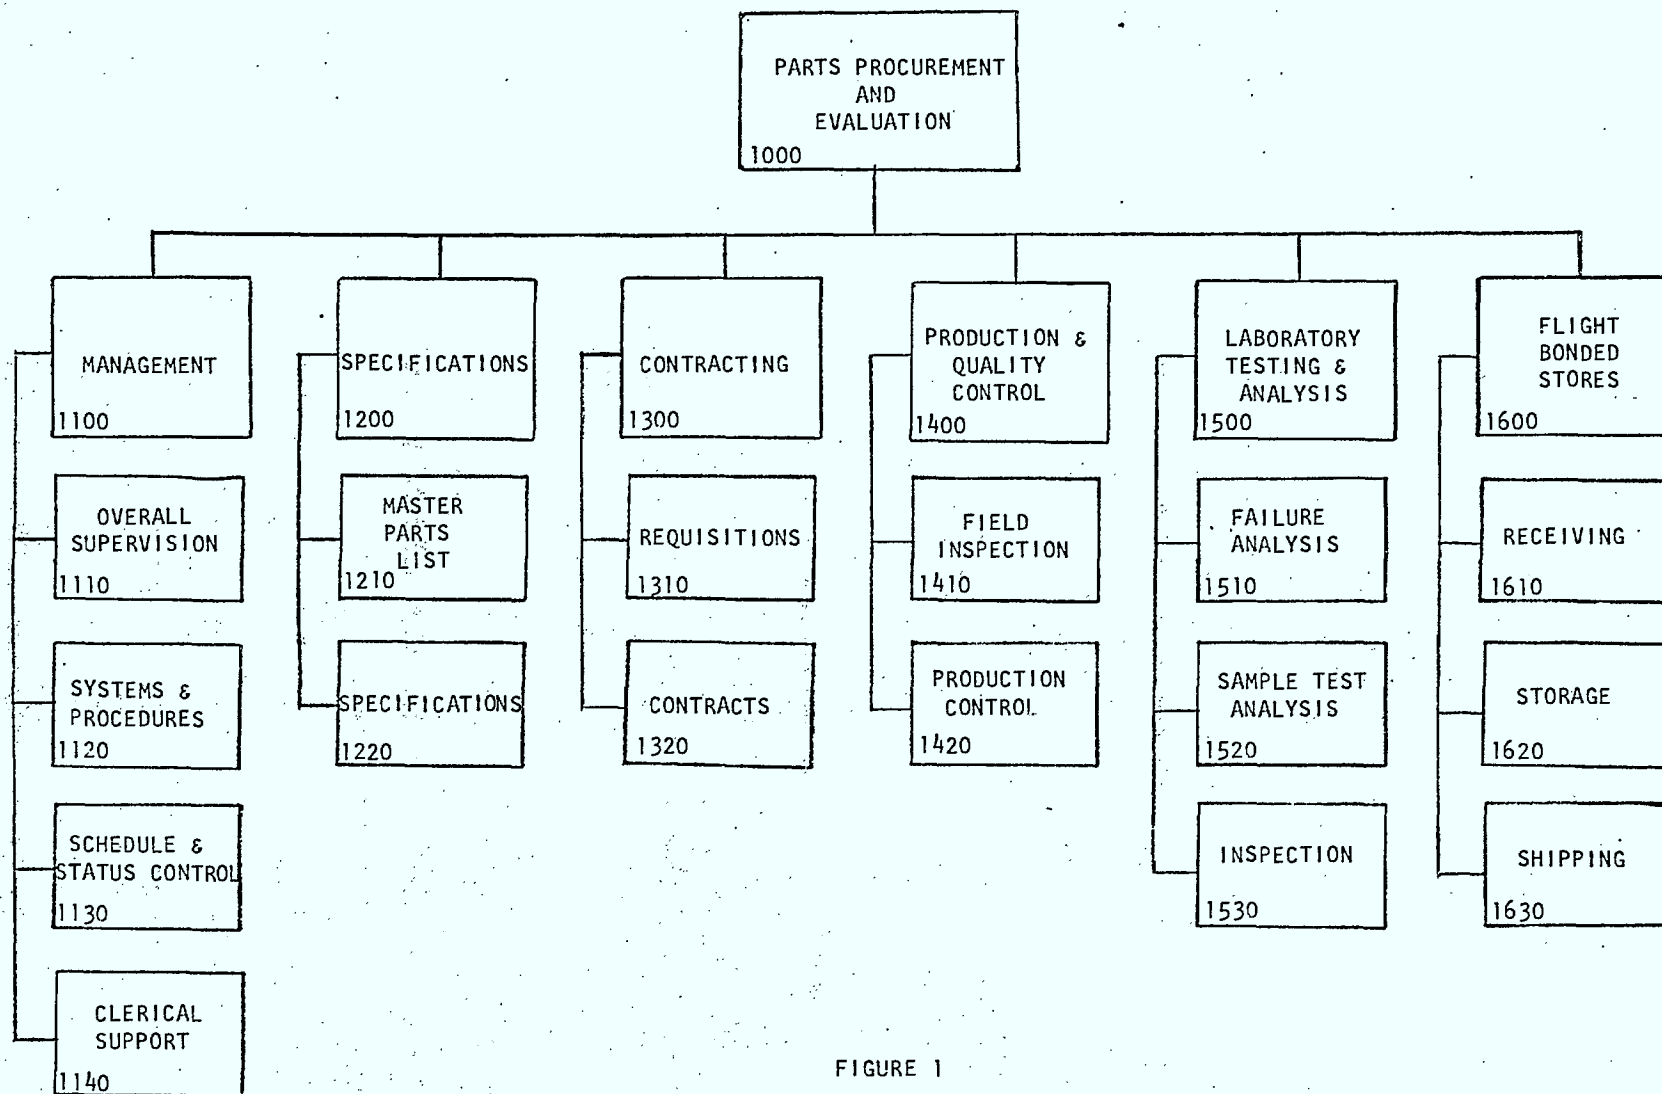 PARTS PROCUREMENT
AND
EVALUATION
1000
MANAGEMENT
1100
OVERALL
SUPERVISION
1110
SYSTEMS &
PROCEDURES
1120
SCHEDULE &
STATUS CONTROL
1130
CLERICAL
SUPPORT
1140
SPECIFICATIONS
1200
MASTER
PARTS
LIST
1210
SPECIFICATIONS
1220
CONTRACTING
1300
REQUISITIONS
1310
CONTRACTS
1320
PRODUCTION &
QUALITY
CONTROL
1400
FIELD
INSPECTION
1410
PRODUCTION
CONTROL
1420
LABORATORY
TESTING &
ANALYSIS
1500
FAILURE
ANALYSIS
1510
SAMPLE TEST
ANALYSIS
1520
INSPECTION
1530
FLIGHT
BONDED
STORES
1600
RECEIVING
1610
STORAGE
1620
SHIPPING
1630
FIGURE 1